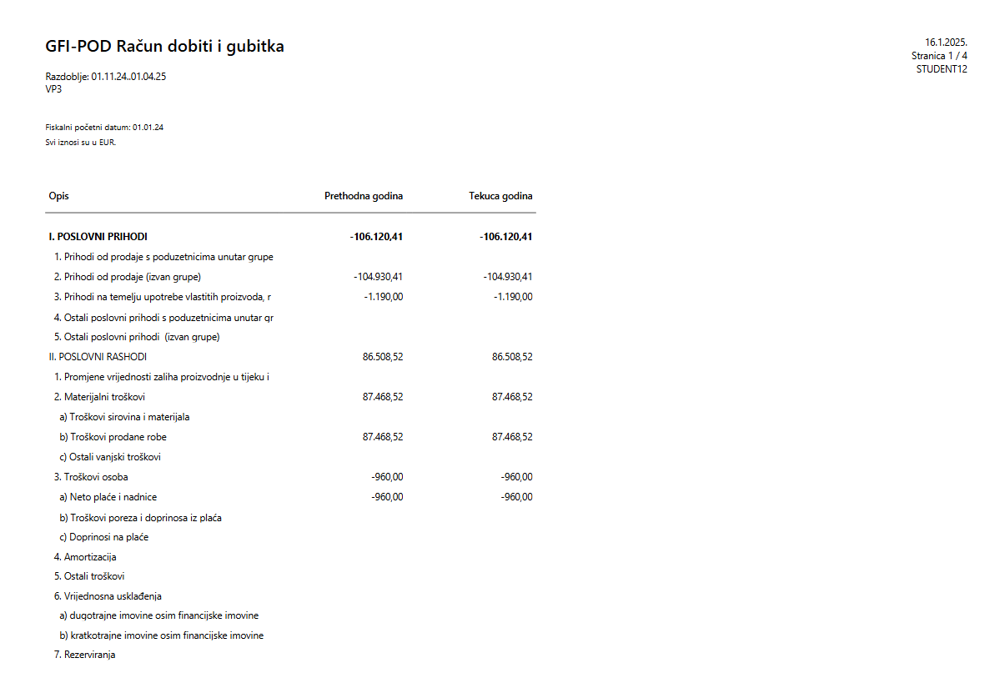 GFI-POD Račun dobiti i gubitka
16.1.2025.
Stranica 1 / 4
STUDENT12
Razdoblje: 01.11.24..01.04.25
VP3
Fiskalni početni datum: 01.01.24
Svi iznosi su u EUR.
Opis Prethodna godina Tekuca godina
I. POSLOVNI PRIHODI -106.120,41 -106.120,41
1. Prihodi od prodaje s poduzetnicima unutar grupe
2. Prihodi od prodaje (izvan grupe) -104.930,41 -104.930,41
3. Prihodi na temelju upotrebe vlastitih proizvoda, r -1.190,00 -1.190,00
4. Ostali poslovni prihodi s poduzetnicima unutar gr
5. Ostali poslovni prihodi (izvan grupe)
II. POSLOVNI RASHODI 86.508,52 86.508,52
1. Promjene vrijednosti zaliha proizvodnje u tijeku i
2. Materijalni troškovi 87.468,52 87.468,52
a) Troškovi sirovina i materijala
b) Troškovi prodane robe 87.468,52 87.468,52
c) Ostali vanjski troškovi
3. Troškovi osoba -960,00 -960,00
a) Neto plaće i nadnice -960,00 -960,00
b) Troškovi poreza i doprinosa iz plaća
c) Doprinosi na plaće
4. Amortizacija
5. Ostali troškovi
6. Vrijednosna usklađenja
a) dugotrajne imovine osim financijske imovine
b) kratkotrajne imovine osim financijske imovine
7. Rezerviranja